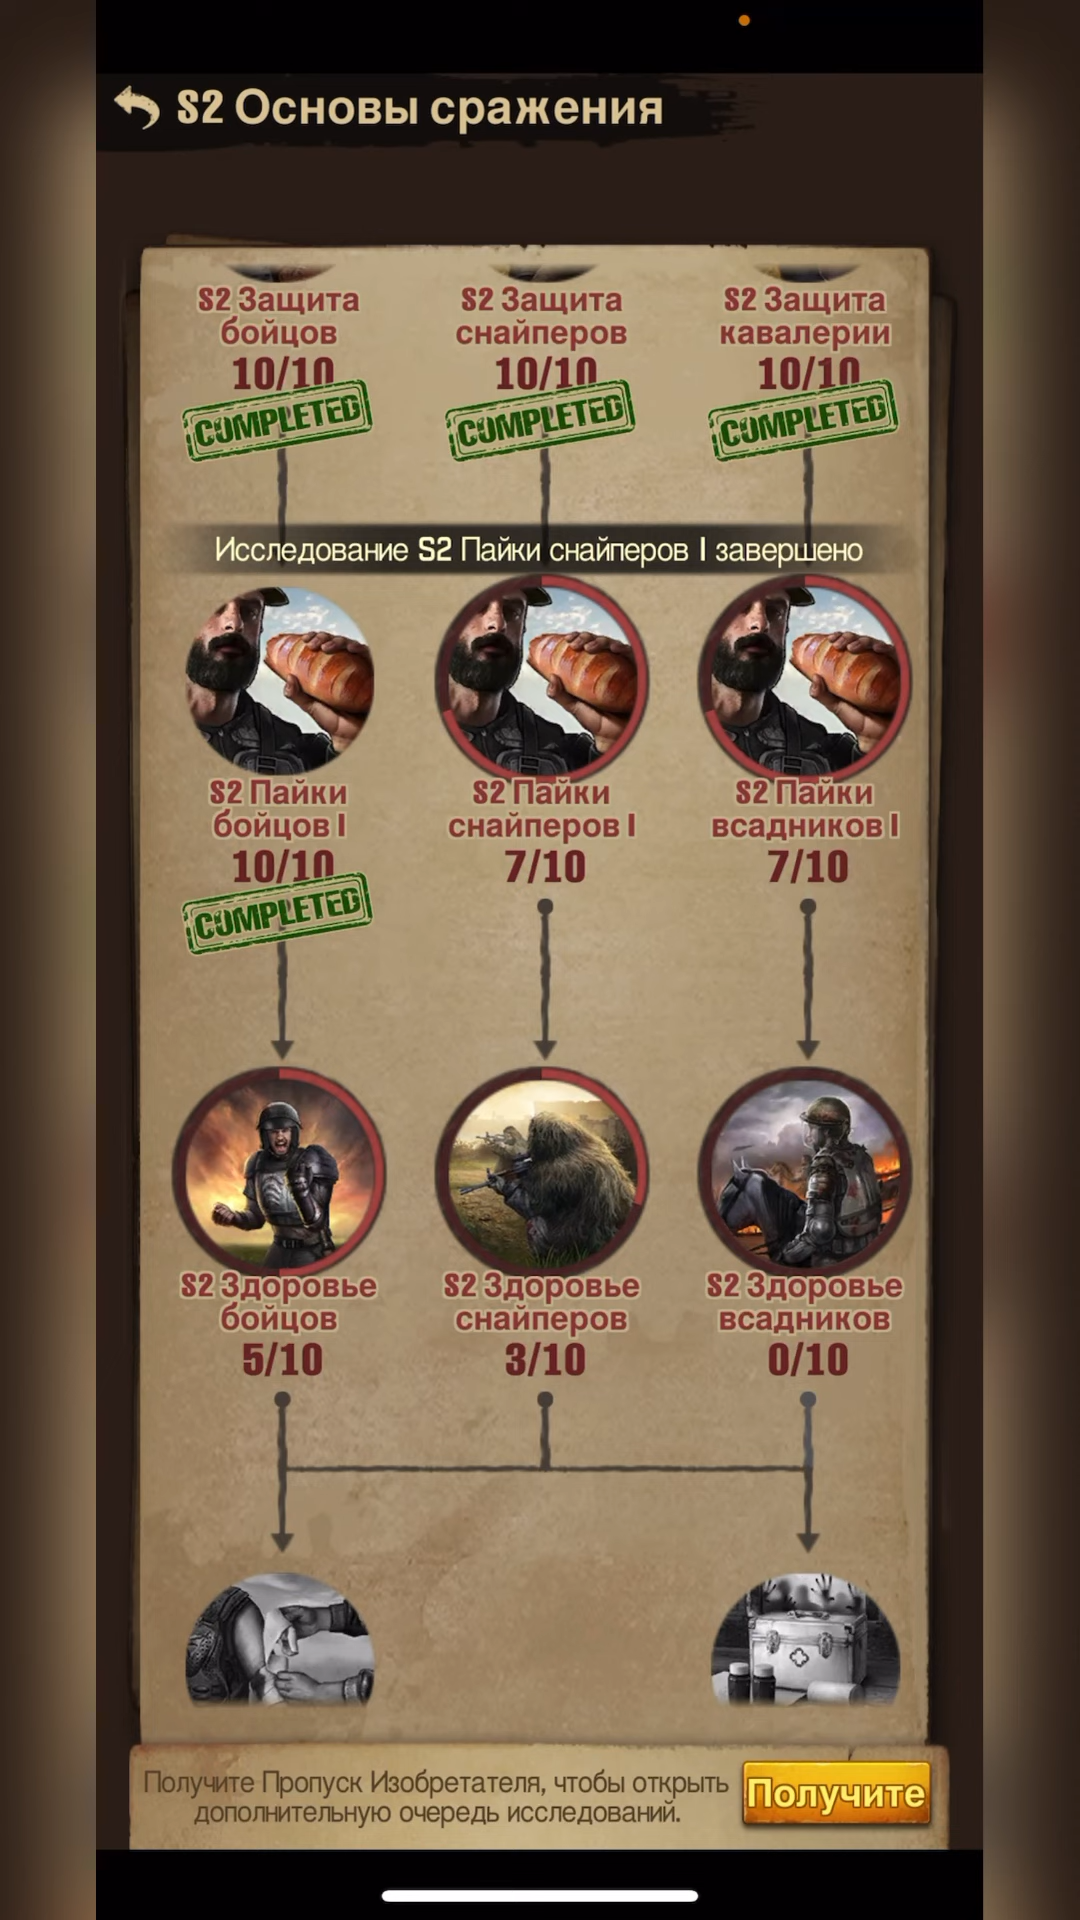 S2 Основы сражения
S2 Защита
бойцов
10/10
COMPLETED
S2 Защита
снайперов
10/10
COMPLETED
S2 Защита
кавалерии
10/10
COMPLETED
Исследование S2 Пайки снайперов I завершено
S2 Пайки
бойцов I
10/10
COMPLETED
S2 Пайки
снайперов I
7/10
S2 Пайки
всадников I
7/10
S2 Здоровье
бойцов
5/10
S2 Здоровье
снайперов
3/10
S2 Здоровье
всадников
0/10
Получите Пропуск Изобретателя, чтобы открыть
дополнительную очередь исследований.
Получите